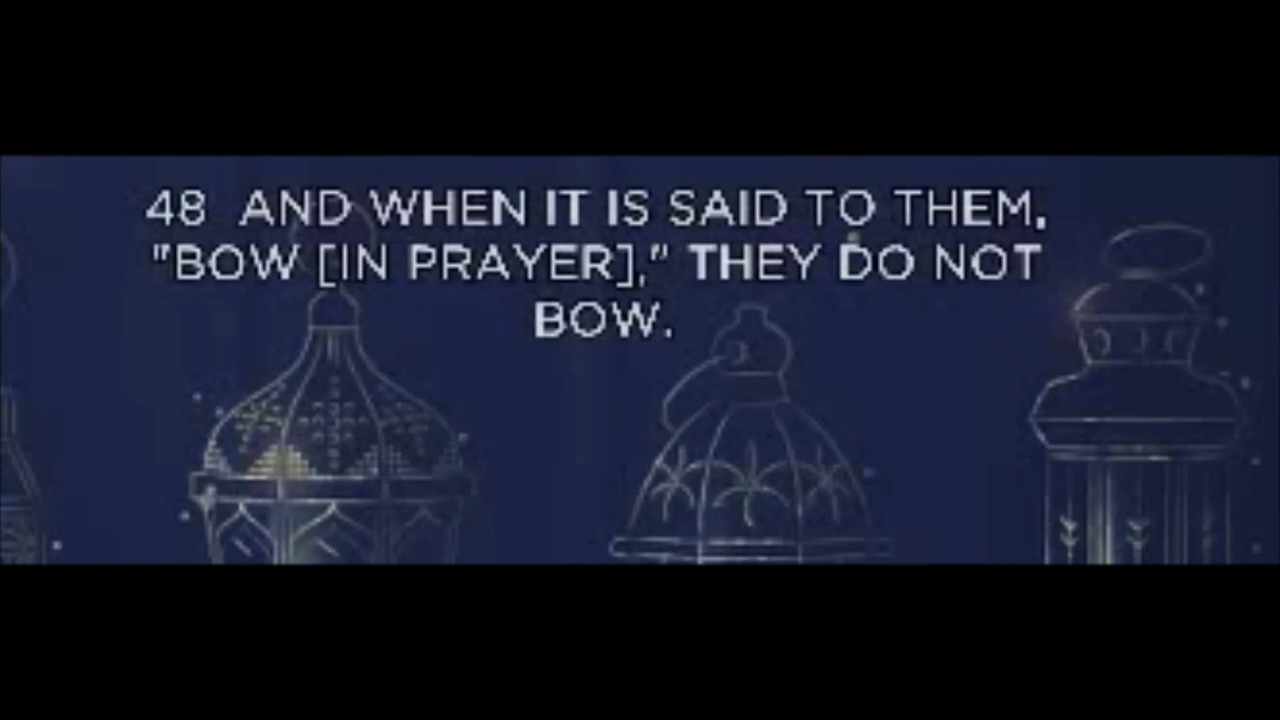 48 AND WHEN IT IS SAID TO THEM,
"BOW [IN PRAYER]," THEY DO NOT
BOW.